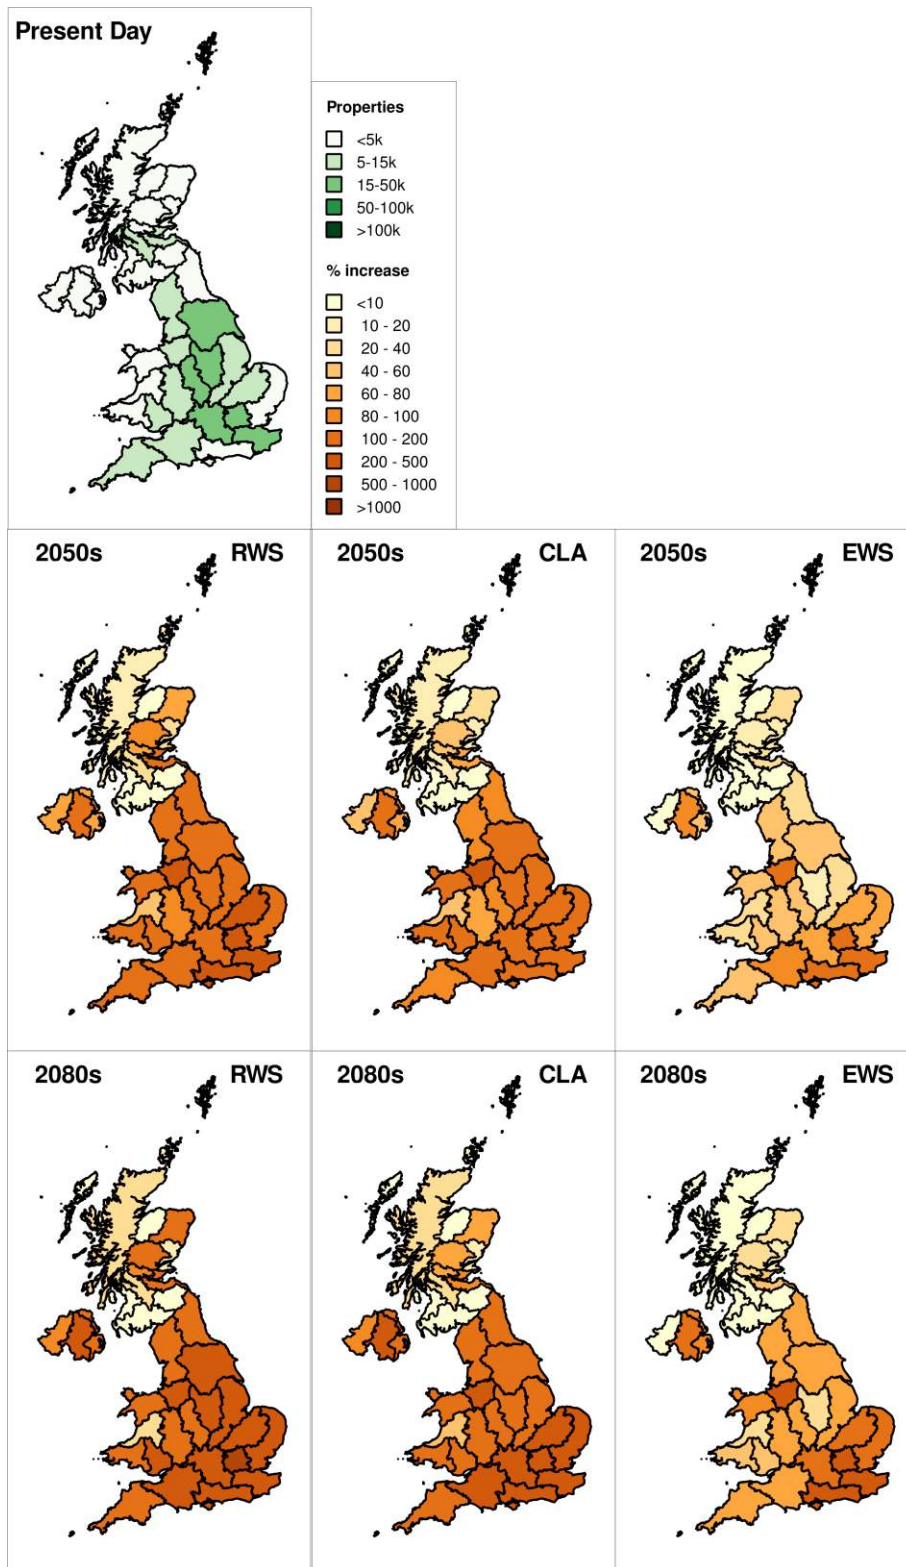 Present Day
Properties
<5k
5-15k
15-50k
50-100k
>100k
% increase
<10
10 - 20
20 - 40
40 - 60
60 - 80
80 - 100
100 - 200
200 - 500
500 - 1000
>1000
2050s RWS
2050s CLA
2050s EWS
2080s RWS
2080s CLA
2080s EWS